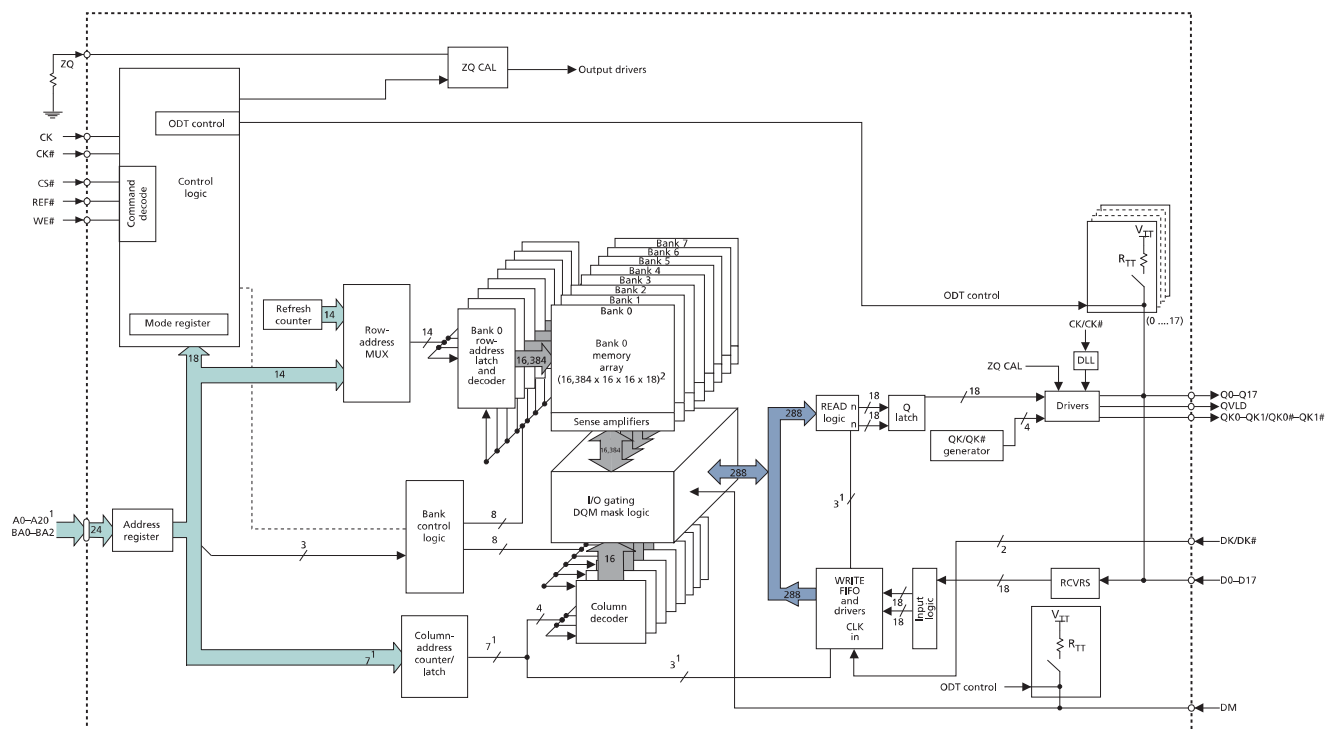 ZQ
ZQ CAL
Output drivers
ODT control
CK
CK#
CS#
REF#
WE#
Command
decode
Control
logic
Mode register
18
Refresh
counter
14
Row-
address
MUX
14
14
Bank 0
row-
address
latch
and
decoder
16,384
Bank 7
Bank 6
Bank 5
Bank 4
Bank 3
Bank 2
Bank 1
Bank 0
Bank 0
memory
array
(16,384 x 16 x 16 x 18)2
Sense amplifiers
16,384
I/O gating
DQM mask logic
16
Column
decoder
ODT control
VTT
RTT
(0 ....17)
CK/CK#
DLL
ZQ CAL
Drivers
Q0–Q17
QVLD
QK0–QK1/QK0#–QK1#
288
288
READ n
logic n
18
18
Q
latch
18
QK/QK#
generator
4
31
A0–A201
BA0–BA2
24
Address
register
3
Bank
control
logic
8
8
71
Column-
address
counter/
latch
71
4
31
288
WRITE
FIFO
and
drivers
CLK
in
18
18
Input
logic
18
RCVRS
2
DK/DK#
D0–D17
VTT
RTT
ODT control
DM